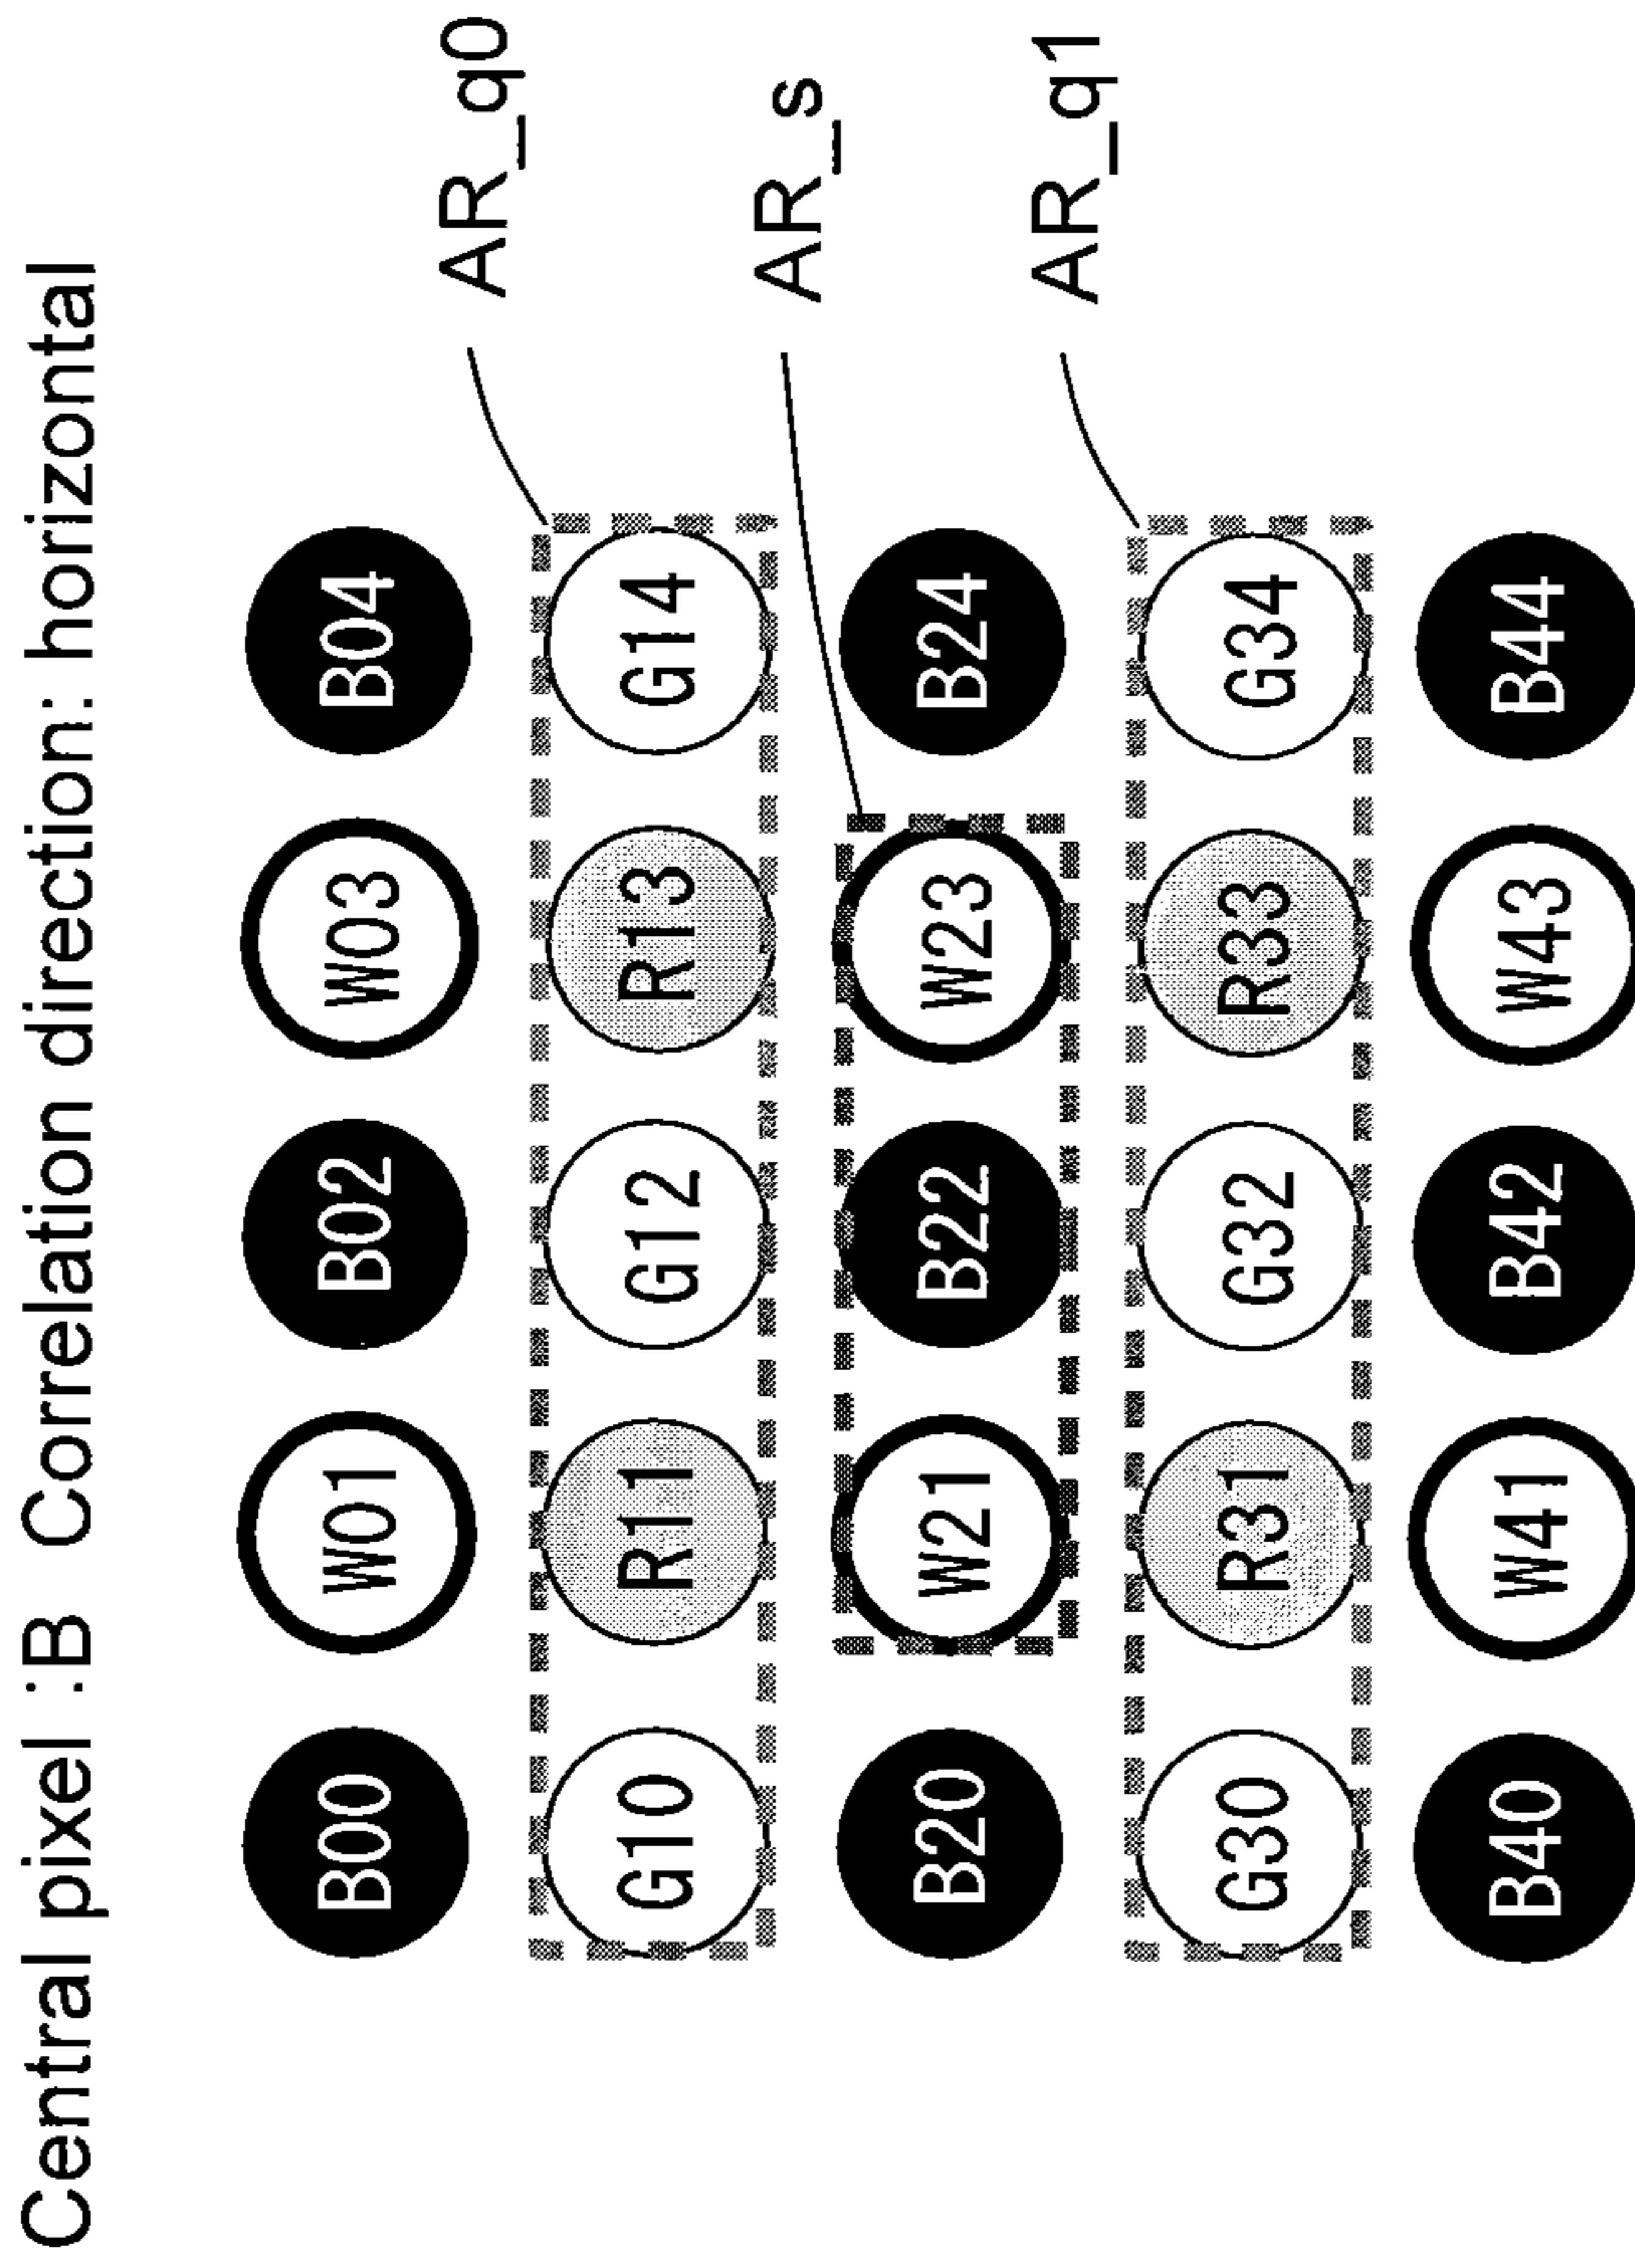 Central pixel :B Correlation direction: horizontal
B00 W01 B02 W03 B04
G10 R11 G12 R13 G14 AR_q0
B20 W21 B22 W23 B24 AR_s
G30 R31 G32 R33 G34 AR_q1
B40 W41 B42 W43 B44